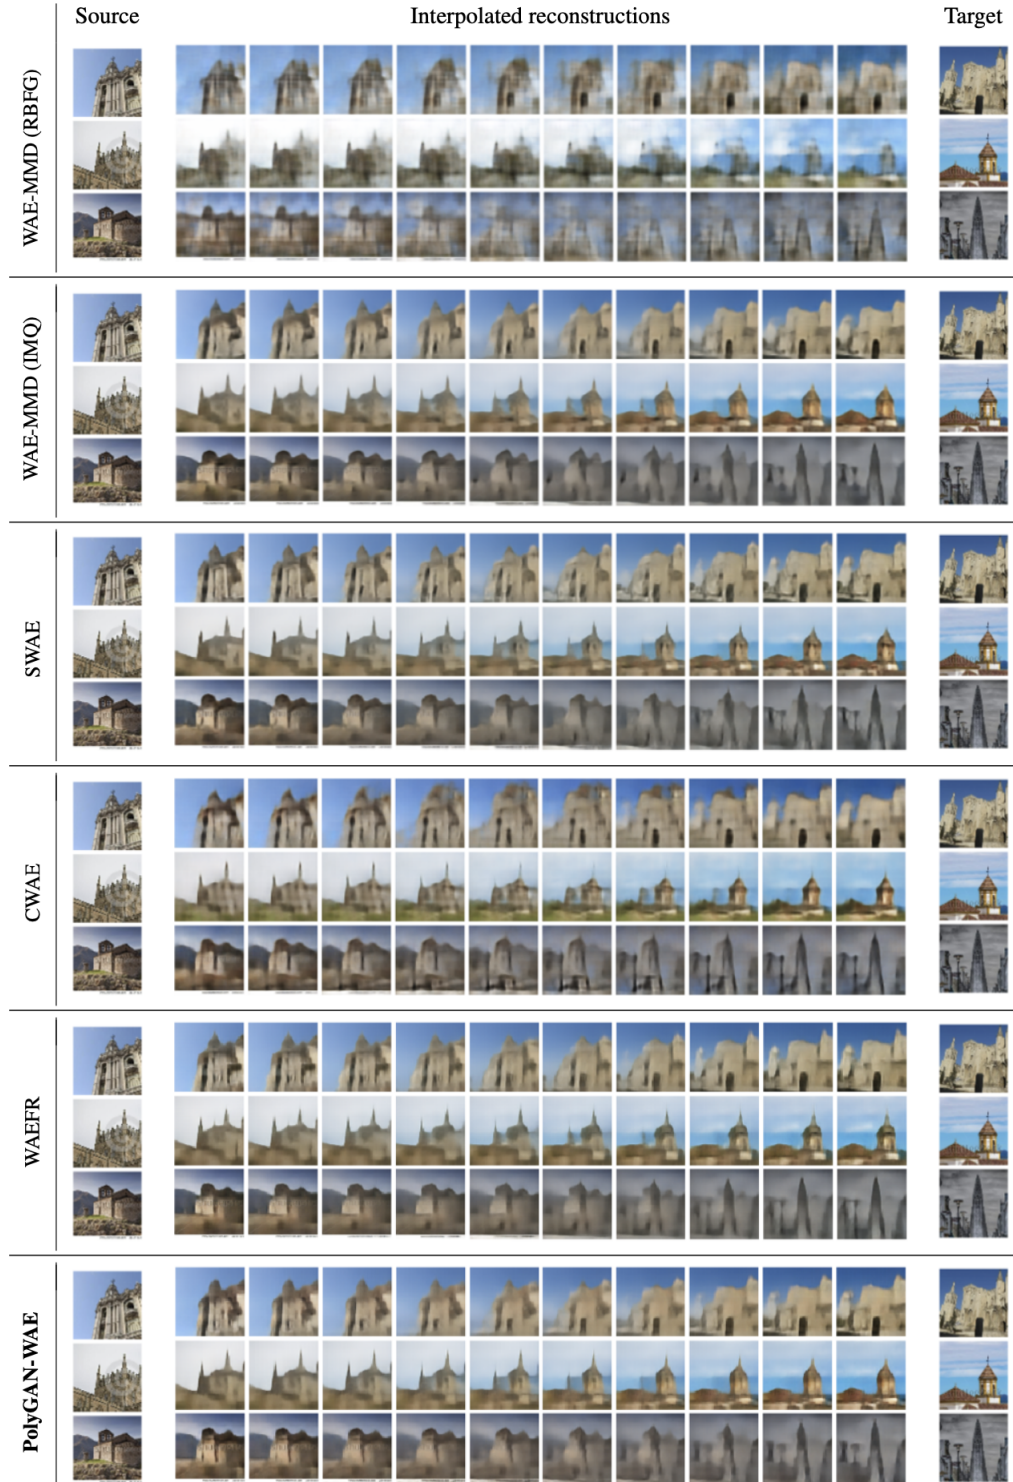 Source Interpolated reconstructions Target
WAE-MMD (RBFG)
WAE-MMD (IMQ)
SWAE
CWAE
WAEFR
PolyGAN-WAE